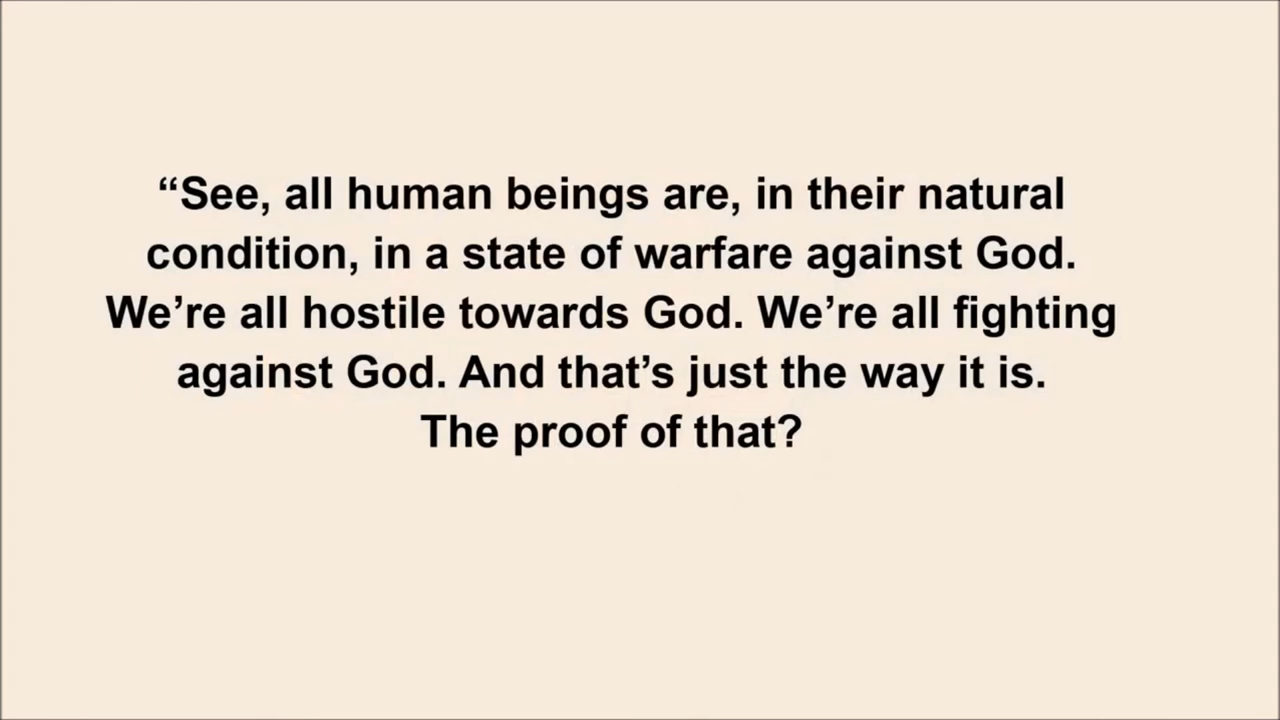 “See, all human beings are, in their natural
condition, in a state of warfare against God.
We’re all hostile towards God. We’re all fighting
against God. And that’s just the way it is.
The proof of that?